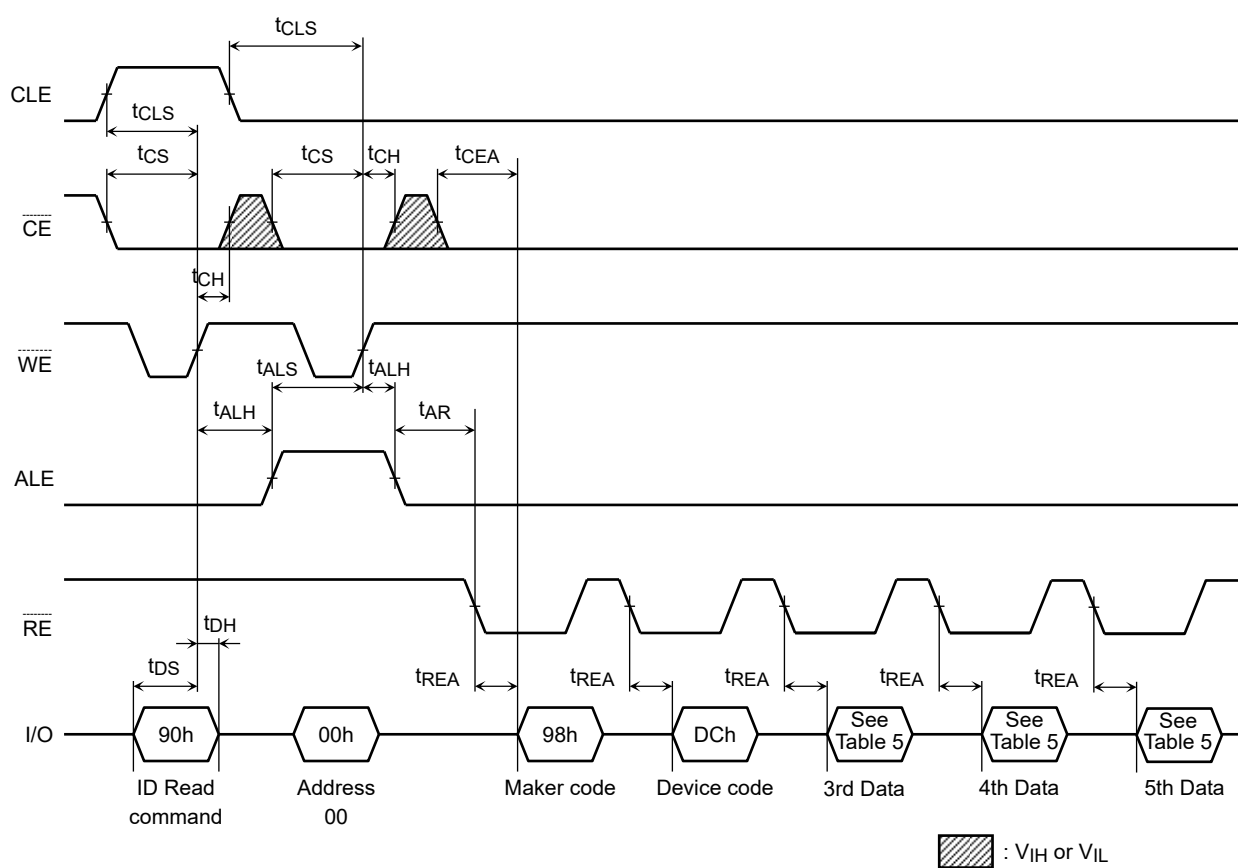 tCLS
CLE
tCLS
tCS
tCS
tCH
tCEA
CE
tCH
WE
tALS
tALH
tALH
tAR
ALE
RE
tDH
tDS
tREA
tREA
tREA
tREA
tREA
I/O
90h
00h
98h
DCh
See
Table 5
See
Table 5
See
Table 5
ID Read
command
Address
00
Maker code
Device code
3rd Data
4th Data
5th Data
: VIH or VIL